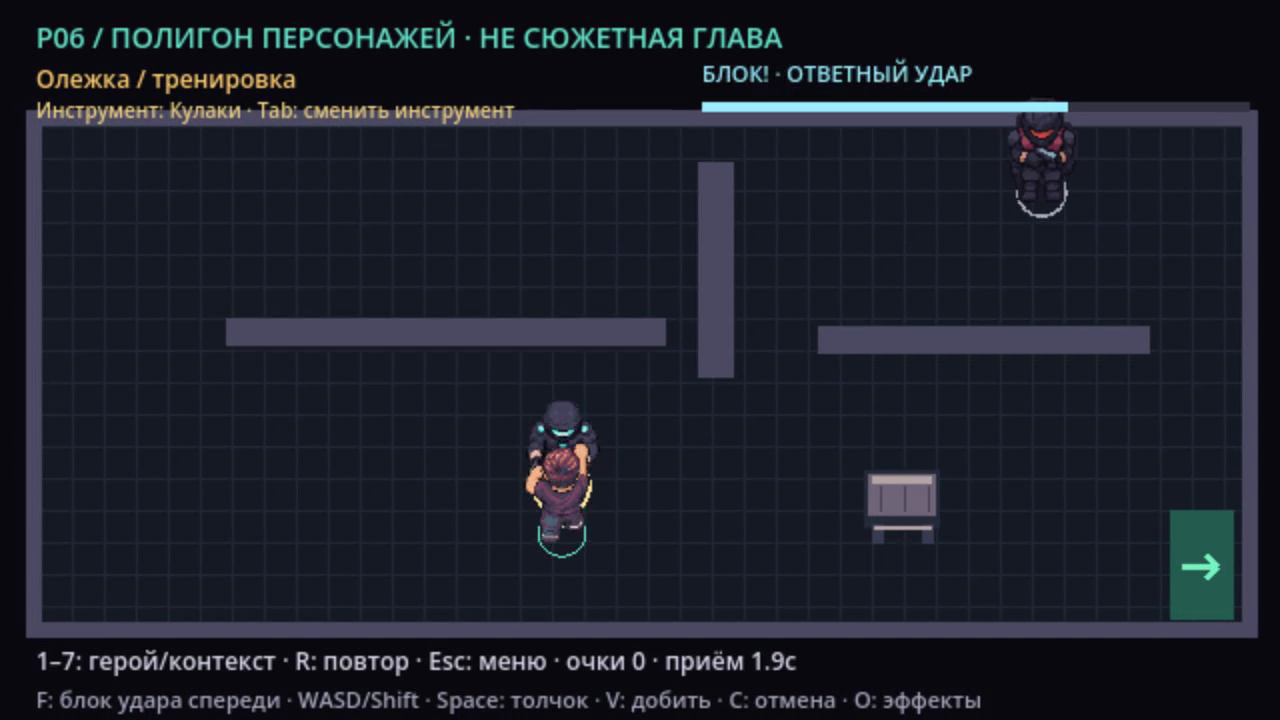 P06 / ПОЛИГОН ПЕРСОНАЖЕЙ · НЕ СЮЖЕТНАЯ ГЛАВА
Олежка / тренировка
БЛОК! · ОТВЕТНЫЙ УДАР
Инструмент: Кулаки · Tab: сменить инструмент
→
1–7: герой/контекст · R: повтор · Esc: меню · очки 0 · приём 1.9с
F: блок удара спереди · WASD/Shift · Space: толчок · V: добить · C: отмена · O: эффекты